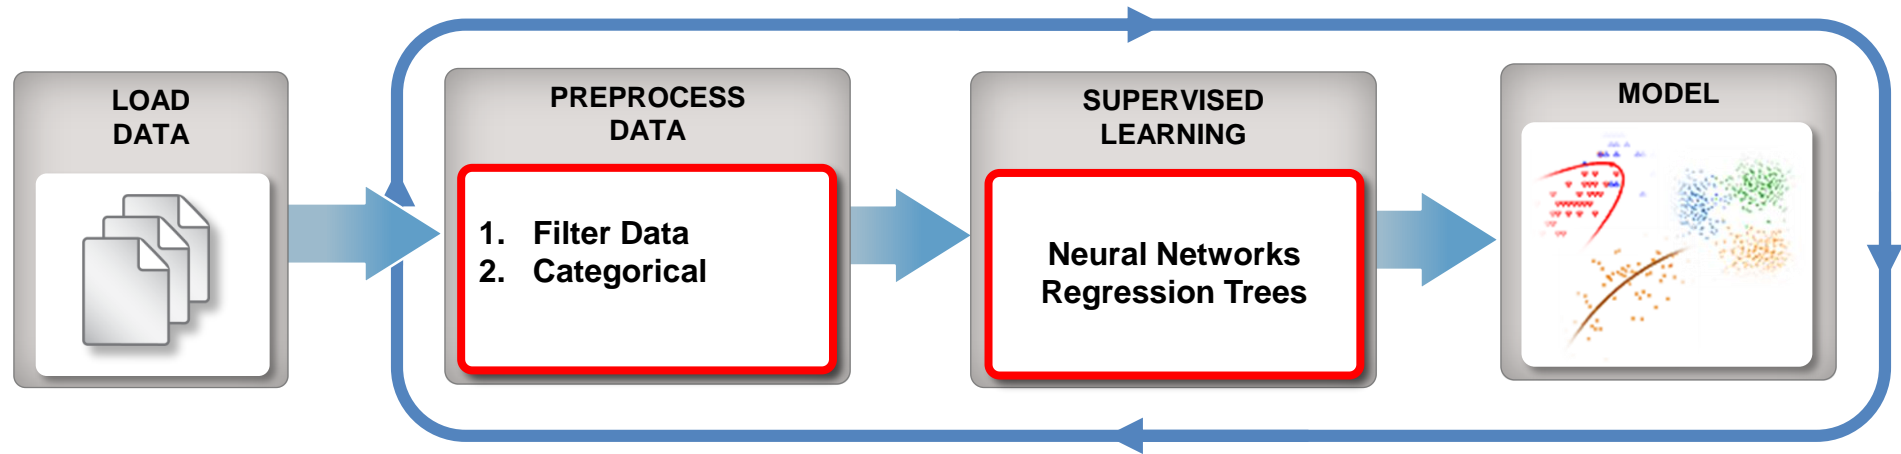 LOAD
DATA
PREPROCESS
DATA
1. Filter Data
2. Categorical
SUPERVISED
LEARNING
Neural Networks
Regression Trees
MODEL